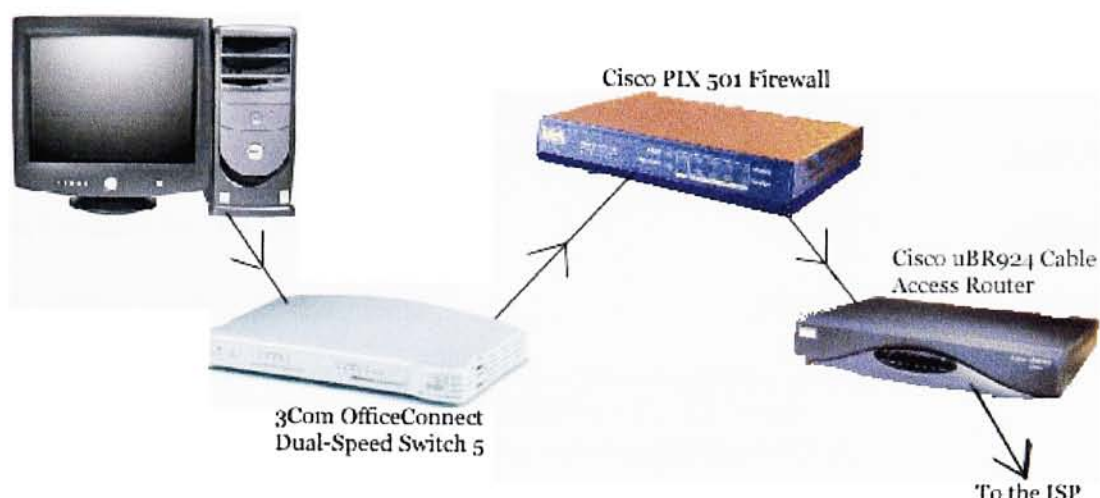 Cisco PIX 501 Firewall
Cisco uBR924 Cable
Access Router
3Com OfficeConnect
Dual-Speed Switch 5
To the ISP